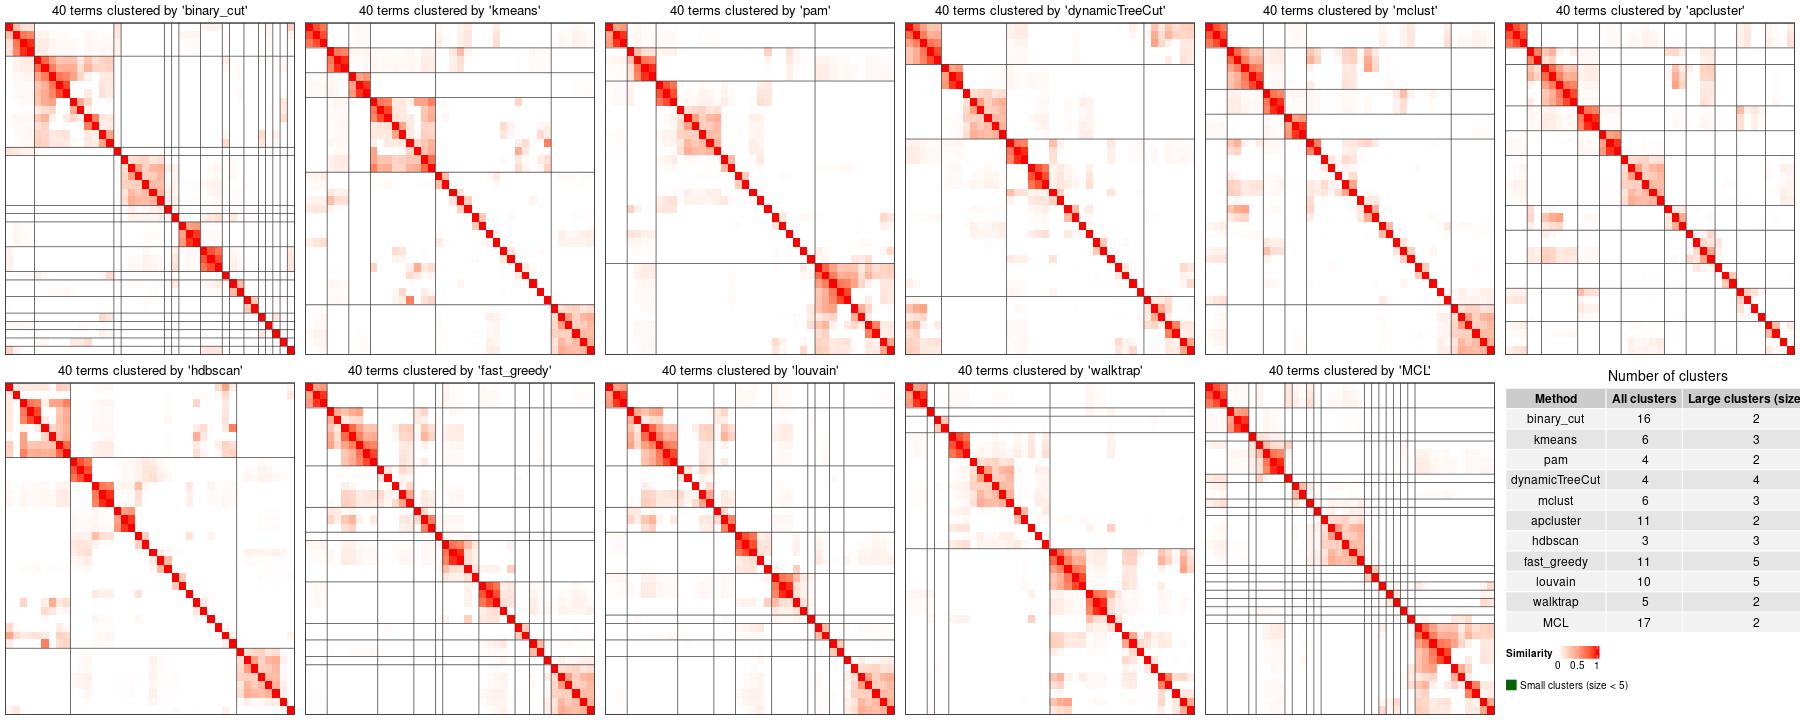 40 terms clustered by 'binary_cut'
40 terms clustered by 'kmeans'
40 terms clustered by 'pam'
40 terms clustered by 'dynamicTreeCut'
40 terms clustered by 'mclust'
40 terms clustered by 'apcluster'
40 terms clustered by 'hdbscan'
40 terms clustered by 'fast_greedy'
40 terms clustered by 'louvain'
40 terms clustered by 'walktrap'
40 terms clustered by 'MCL'
Number of clusters
Method All clusters Large clusters (size
binary_cut 16 2
kmeans 6 3
pam 4 2
dynamicTreeCut 4 4
mclust 6 3
apcluster 11 2
hdbscan 3 3
fast_greedy 11 5
louvain 10 5
walktrap 5 2
MCL 17 2
Similarity
0 0.5 1
Small clusters (size < 5)